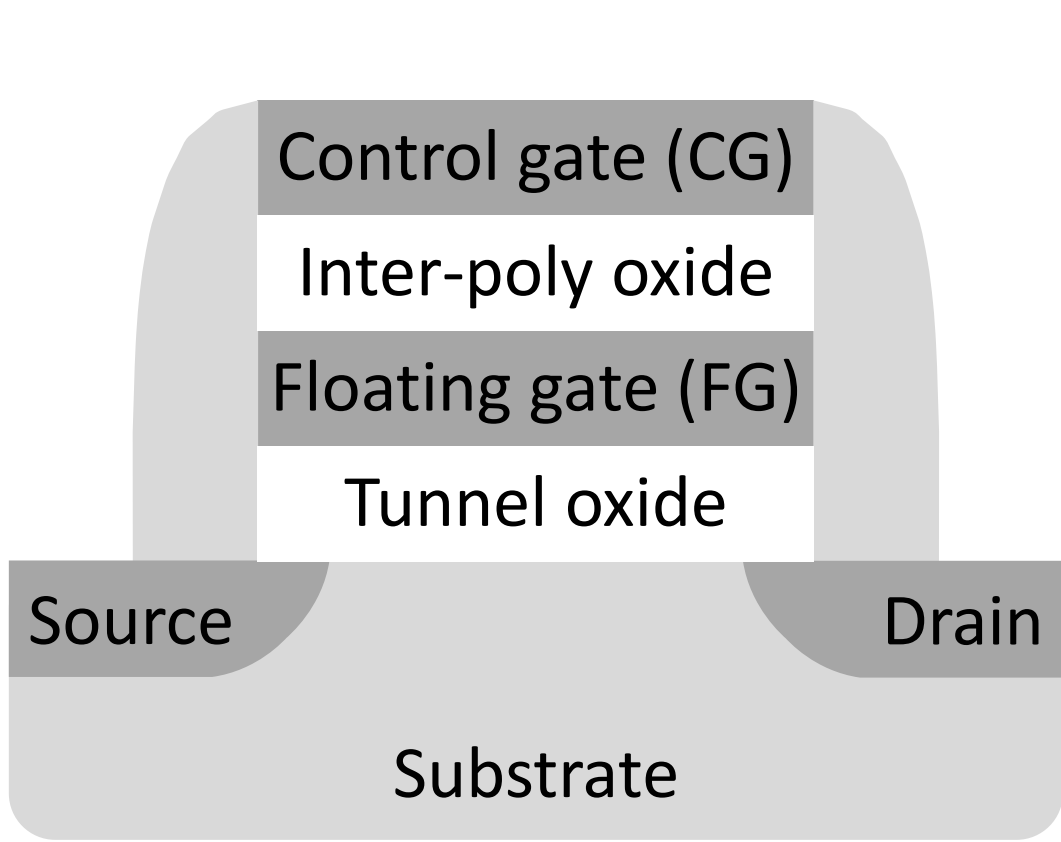 Control gate (CG)
Inter-poly oxide
Floating gate (FG)
Tunnel oxide
Source
Drain
Substrate